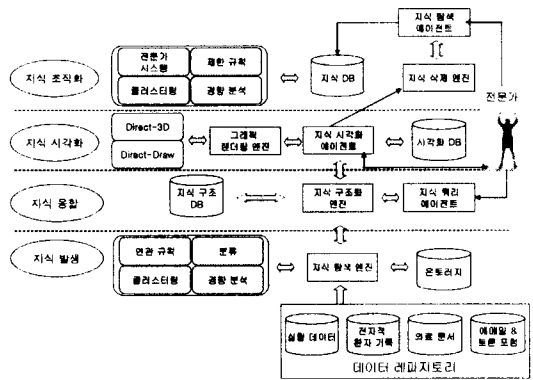 지식 탐색
에이전트
지식 조직화
전문가
시스템
제한 규칙
클러스터링
경향 분석
지식 DB
지식 삭제 엔진
전문가
지식 시각화
Direct-3D
Direct-Draw
그래픽
렌더링 엔진
지식 시각화
에이전트
시각화 DB
지식 융합
지식 구조
DB
지식 구조화
엔진
지식 쿼리
에이전트
지식 발생
연관 규칙
분류
클러스터링
경향 분석
지식 탐색 엔진
온톨러지
실험 데이터
전자적
환자 기록
의료 문서
이메일 &
토론 포럼
데이터 레파지토리